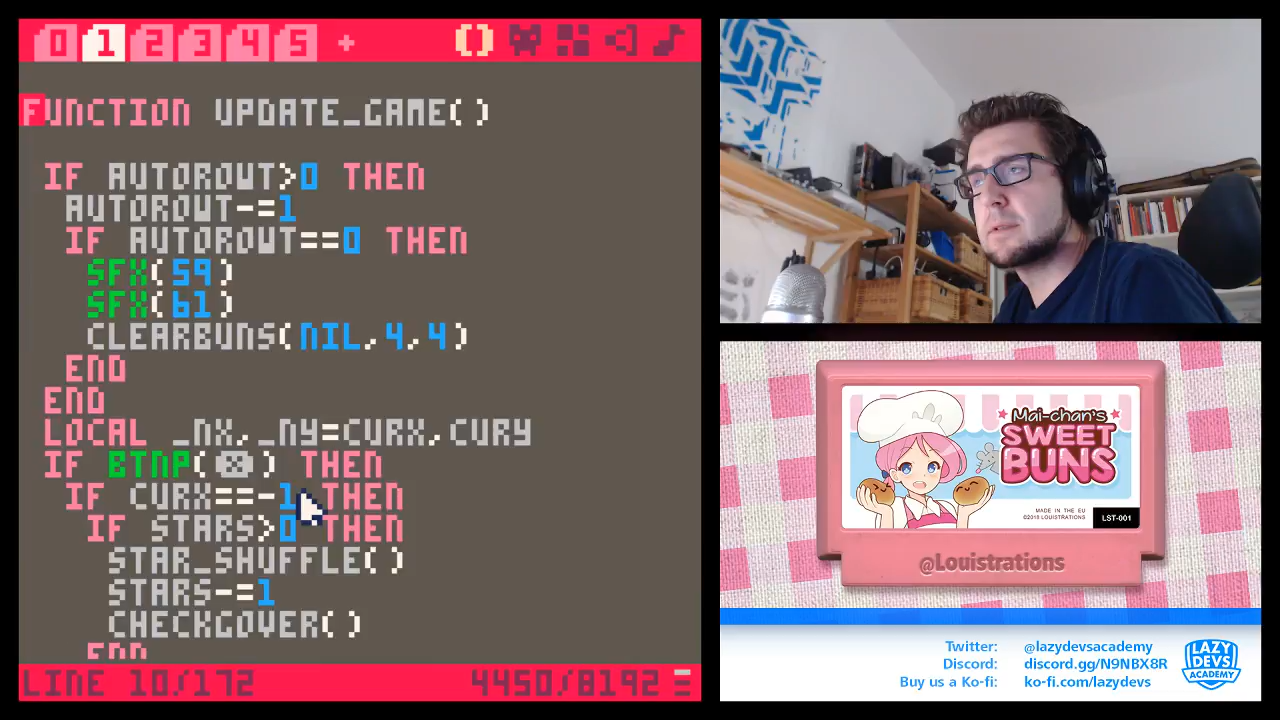 0 1 2 3 4 5 +
FUNCTION UPDATE_GAME()
IF AUTOROWT>0 THEN
AUTOROWT-=1
IF AUTOROWT==0 THEN
SFX(59)
SFX(61)
CLEARBUNS(NIL,4,4)
END
END
LOCAL _NX,_NY=CURX,CURY
IF BTNP(❎) THEN
IF CURX==-1 THEN
IF STARS>0 THEN
STAR_SHUFFLE()
STARS-=1
CHECKGOVER()
END
LINE 10/172 4450/8192
Mai-chan's
SWEET
BUNS
MADE IN THE EU
©2018 LOUISTRATIONS
LST-001
@Louistrations
Twitter: @lazydevsacademy
Discord: discord.gg/N9NBX8R
Buy us a Ko-fi: ko-fi.com/lazydevs
LAZY
DEVS
ACADEMY